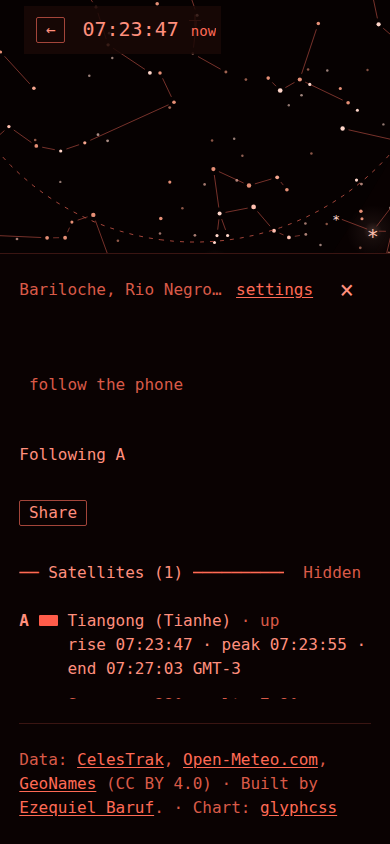 ← 07:23:47 now
Bariloche, Rio Negro… settings ×
follow the phone
Following A
Share
Satellites (1) Hidden
A Tiangong (Tianhe) · up
rise 07:23:47 · peak 07:23:55 ·
end 07:27:03 GMT-3
Data: CelesTrak, Open-Meteo.com,
GeoNames (CC BY 4.0) · Built by
Ezequiel Baruf. · Chart: glyphcss